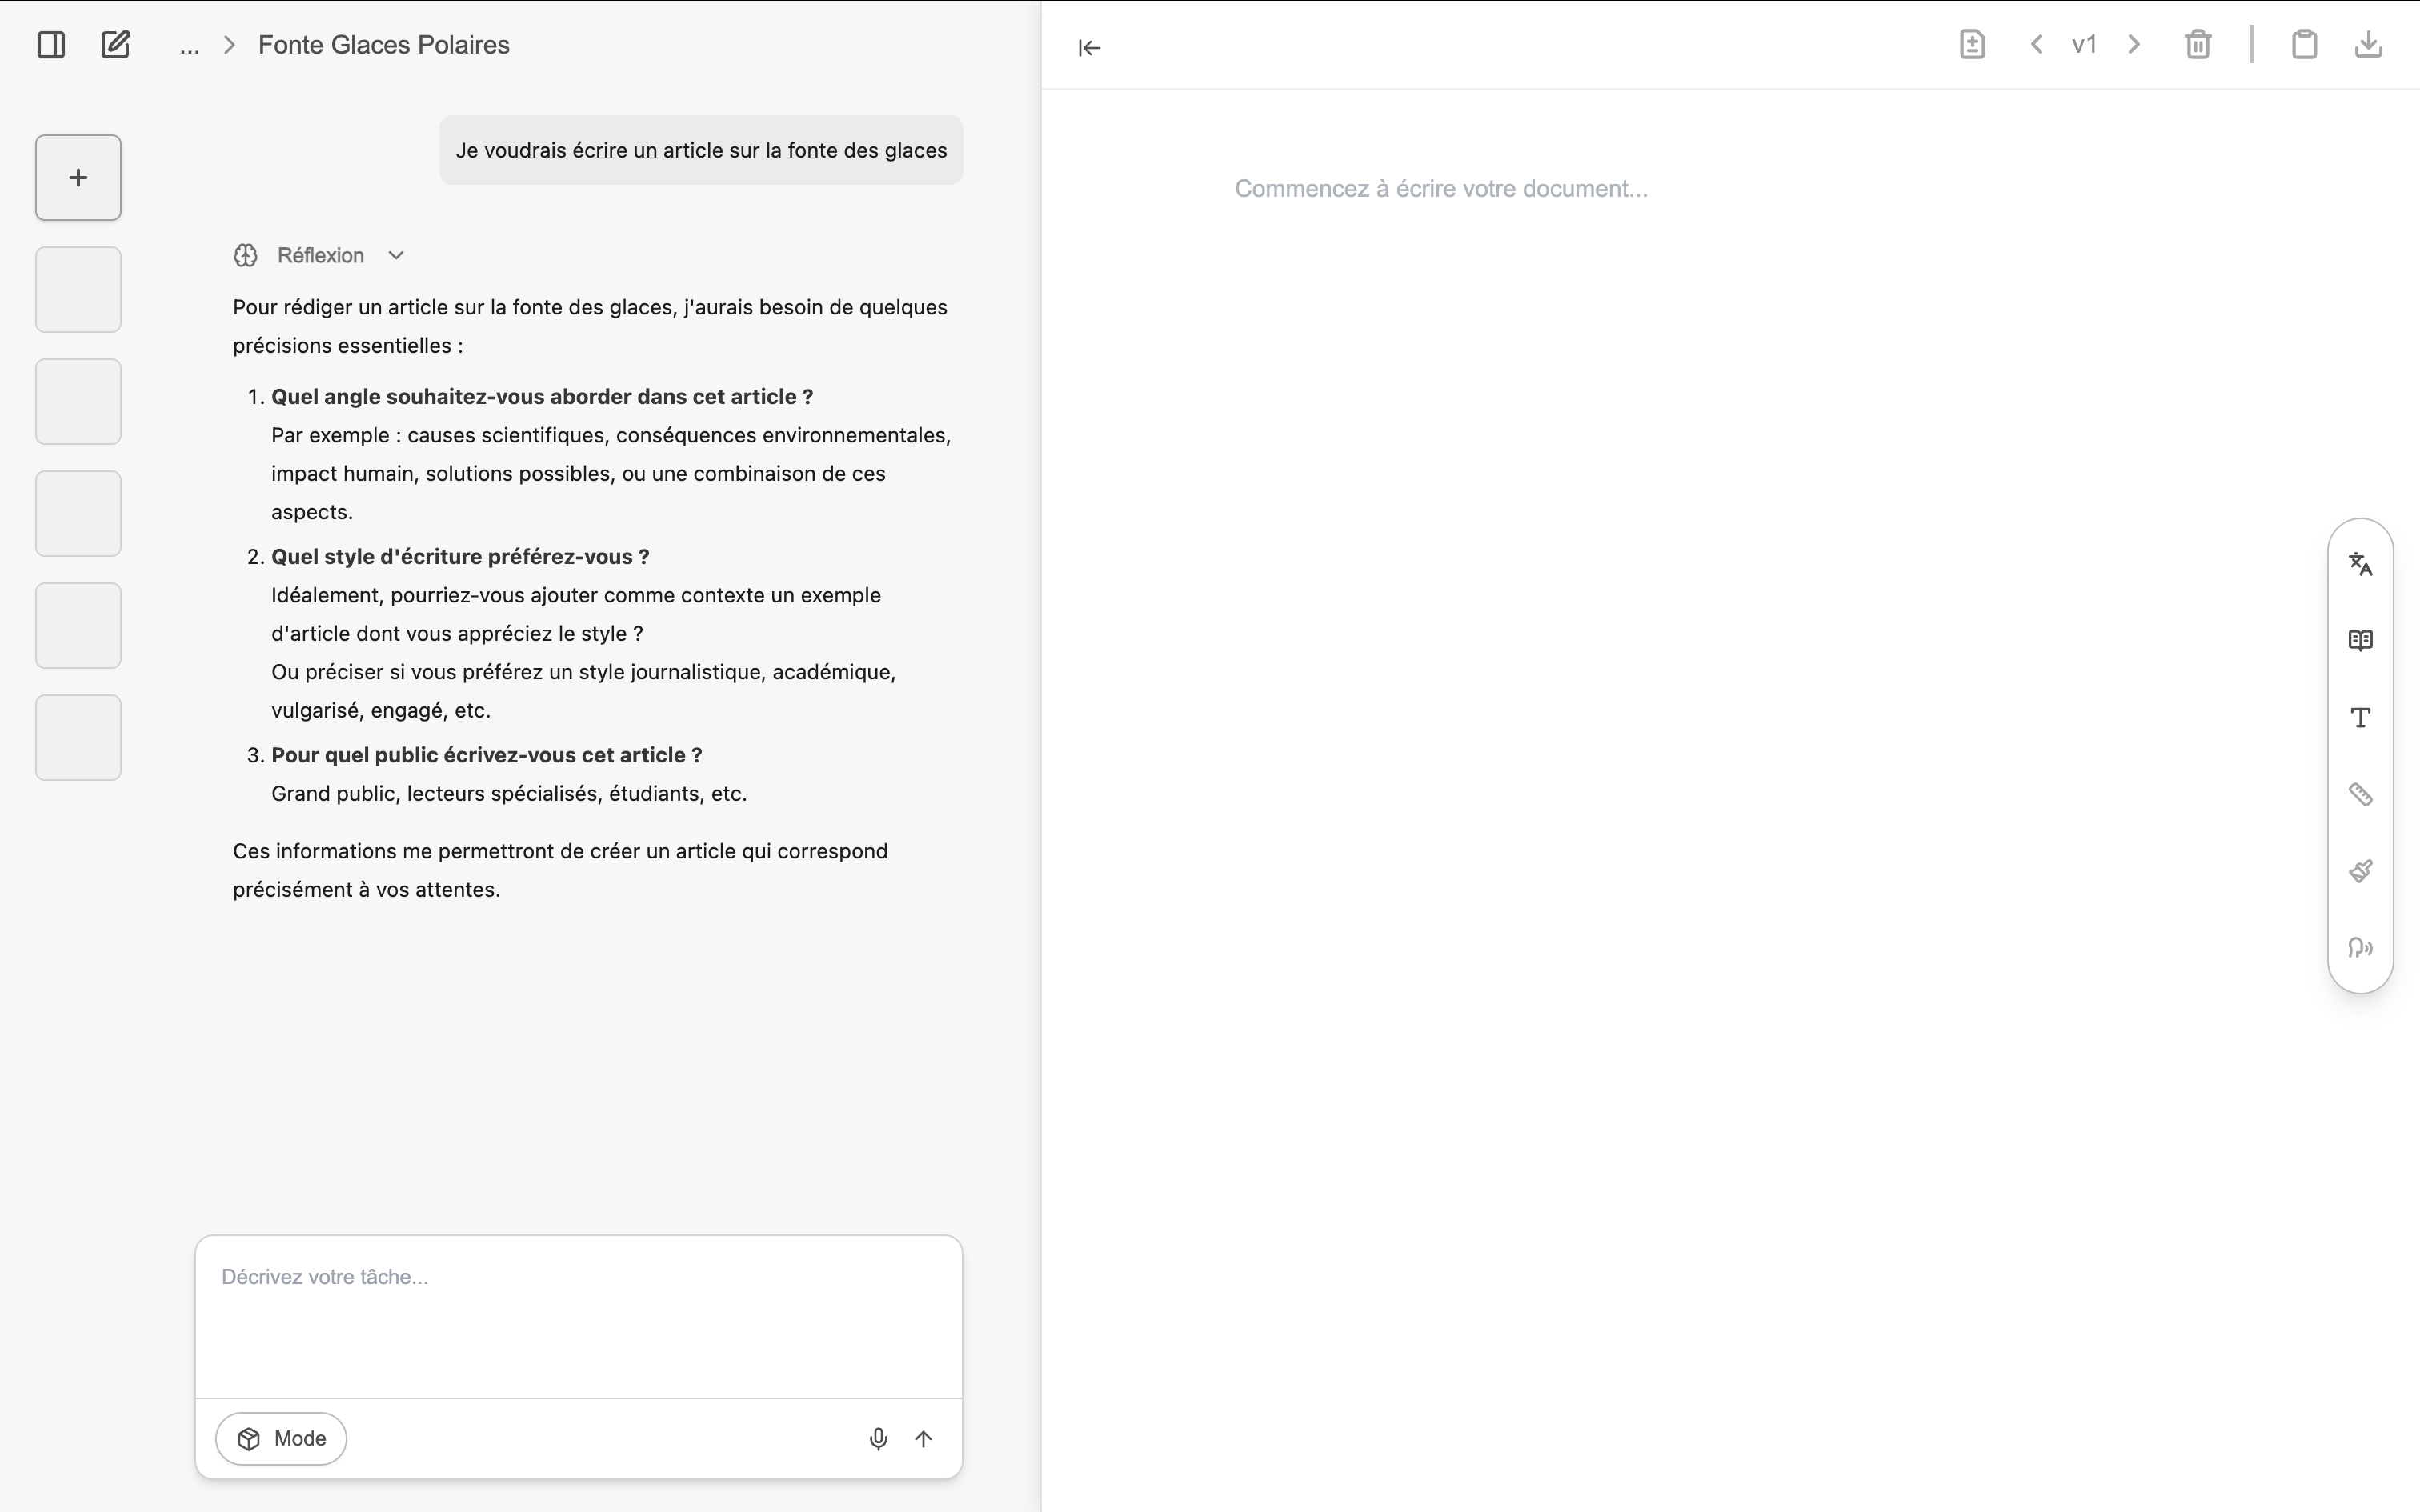 ... > Fonte Glaces Polaires
Je voudrais écrire un article sur la fonte des glaces
Réflexion
Pour rédiger un article sur la fonte des glaces, j'aurais besoin de quelques
précisions essentielles :
1. Quel angle souhaitez-vous aborder dans cet article ?
Par exemple : causes scientifiques, conséquences environnementales,
impact humain, solutions possibles, ou une combinaison de ces
aspects.
2. Quel style d'écriture préférez-vous ?
Idéalement, pourriez-vous ajouter comme contexte un exemple
d'article dont vous appréciez le style ?
Ou préciser si vous préférez un style journalistique, académique,
vulgarisé, engagé, etc.
3. Pour quel public écrivez-vous cet article ?
Grand public, lecteurs spécialisés, étudiants, etc.
Ces informations me permettront de créer un article qui correspond
précisément à vos attentes.
Décrivez votre tâche...
Mode
v1
Commencez à écrire votre document...